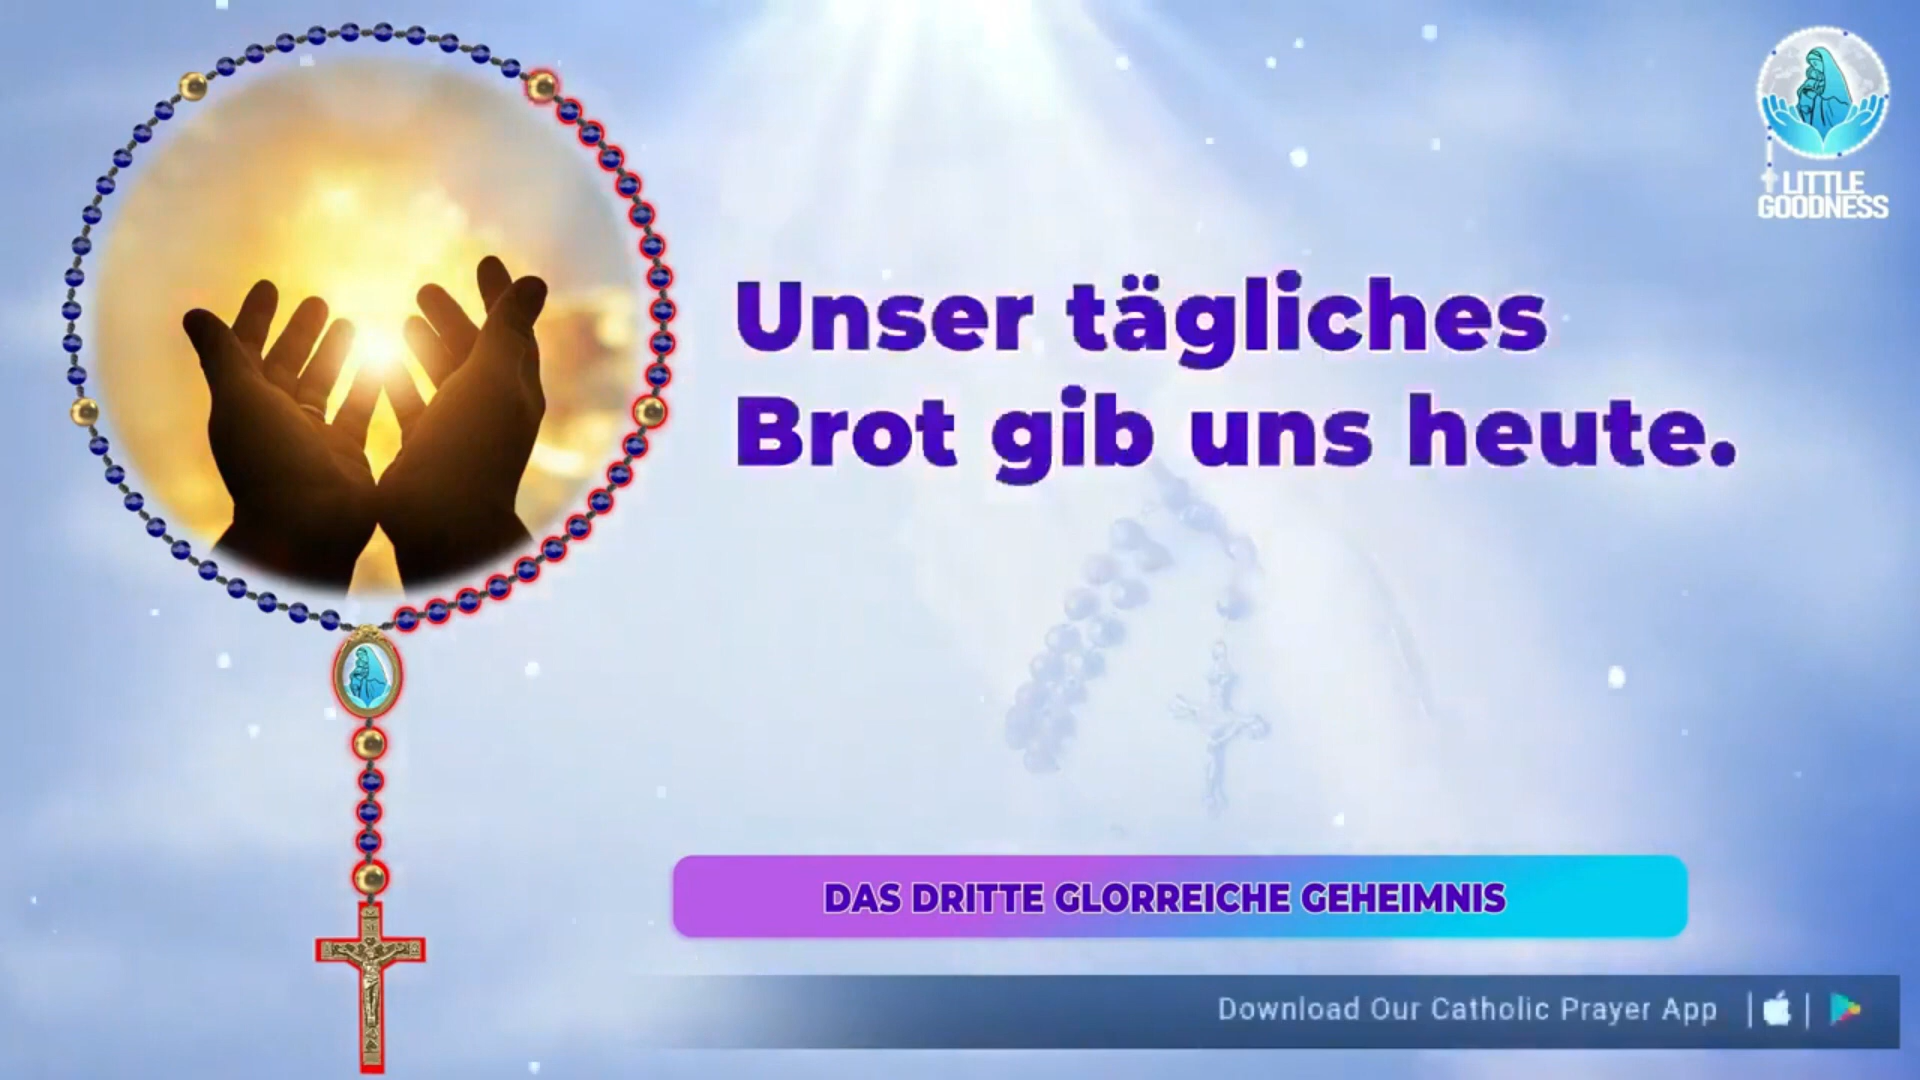 LITTLE
GOODNESS
Unser tägliches
Brot gib uns heute.
DAS DRITTE GLORREICHE GEHEIMNIS
Download Our Catholic Prayer App